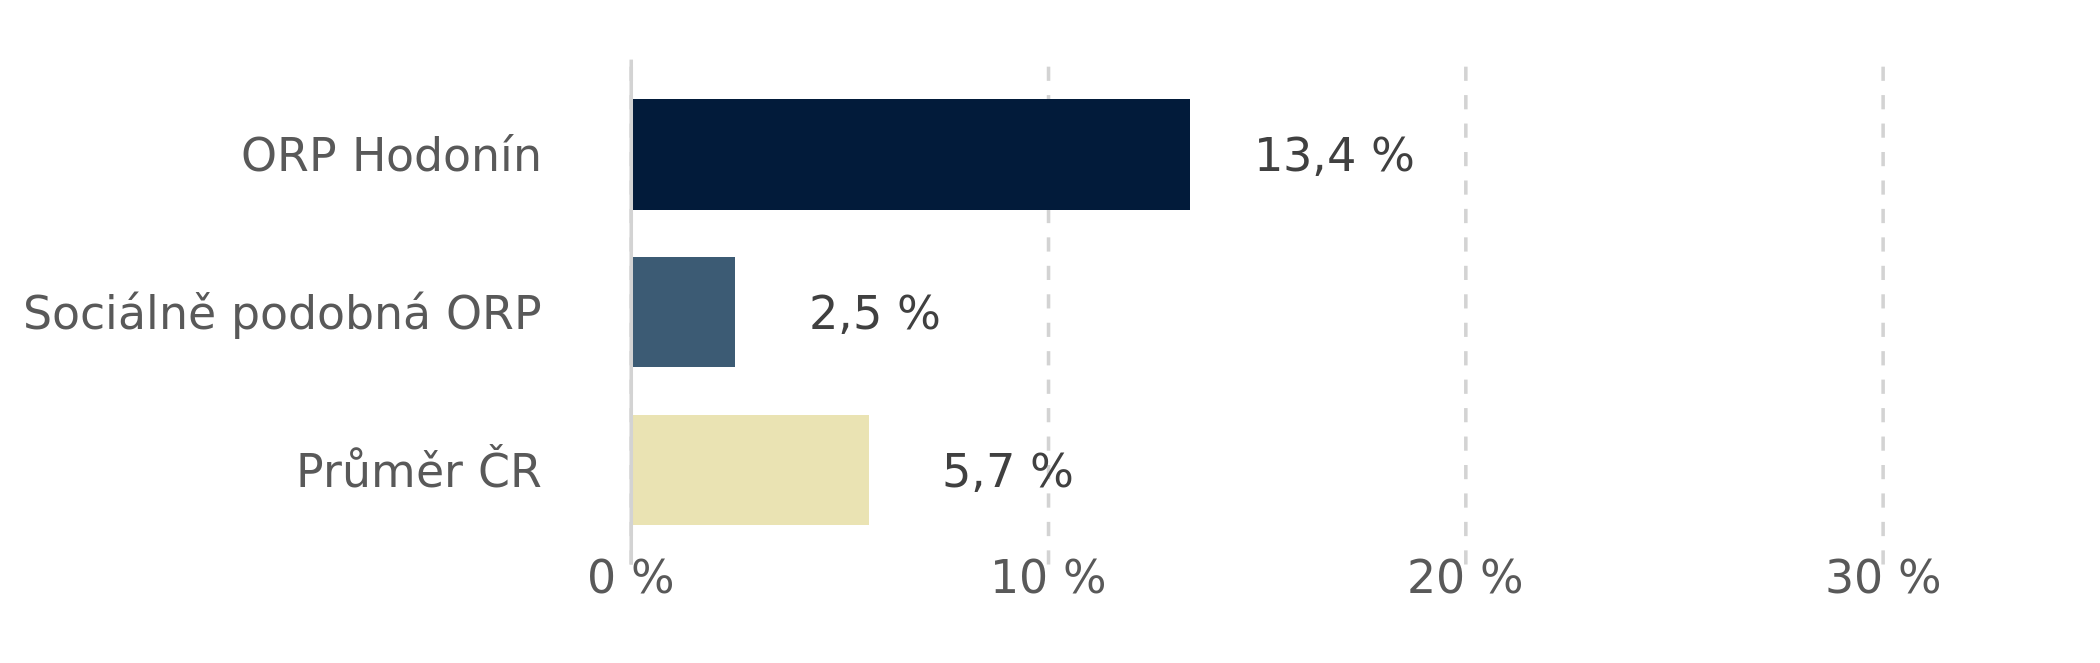 ORP Hodonín 13,4 %
Sociálně podobná ORP 2,5 %
Průměr ČR 5,7 %
0 % 10 % 20 % 30 %